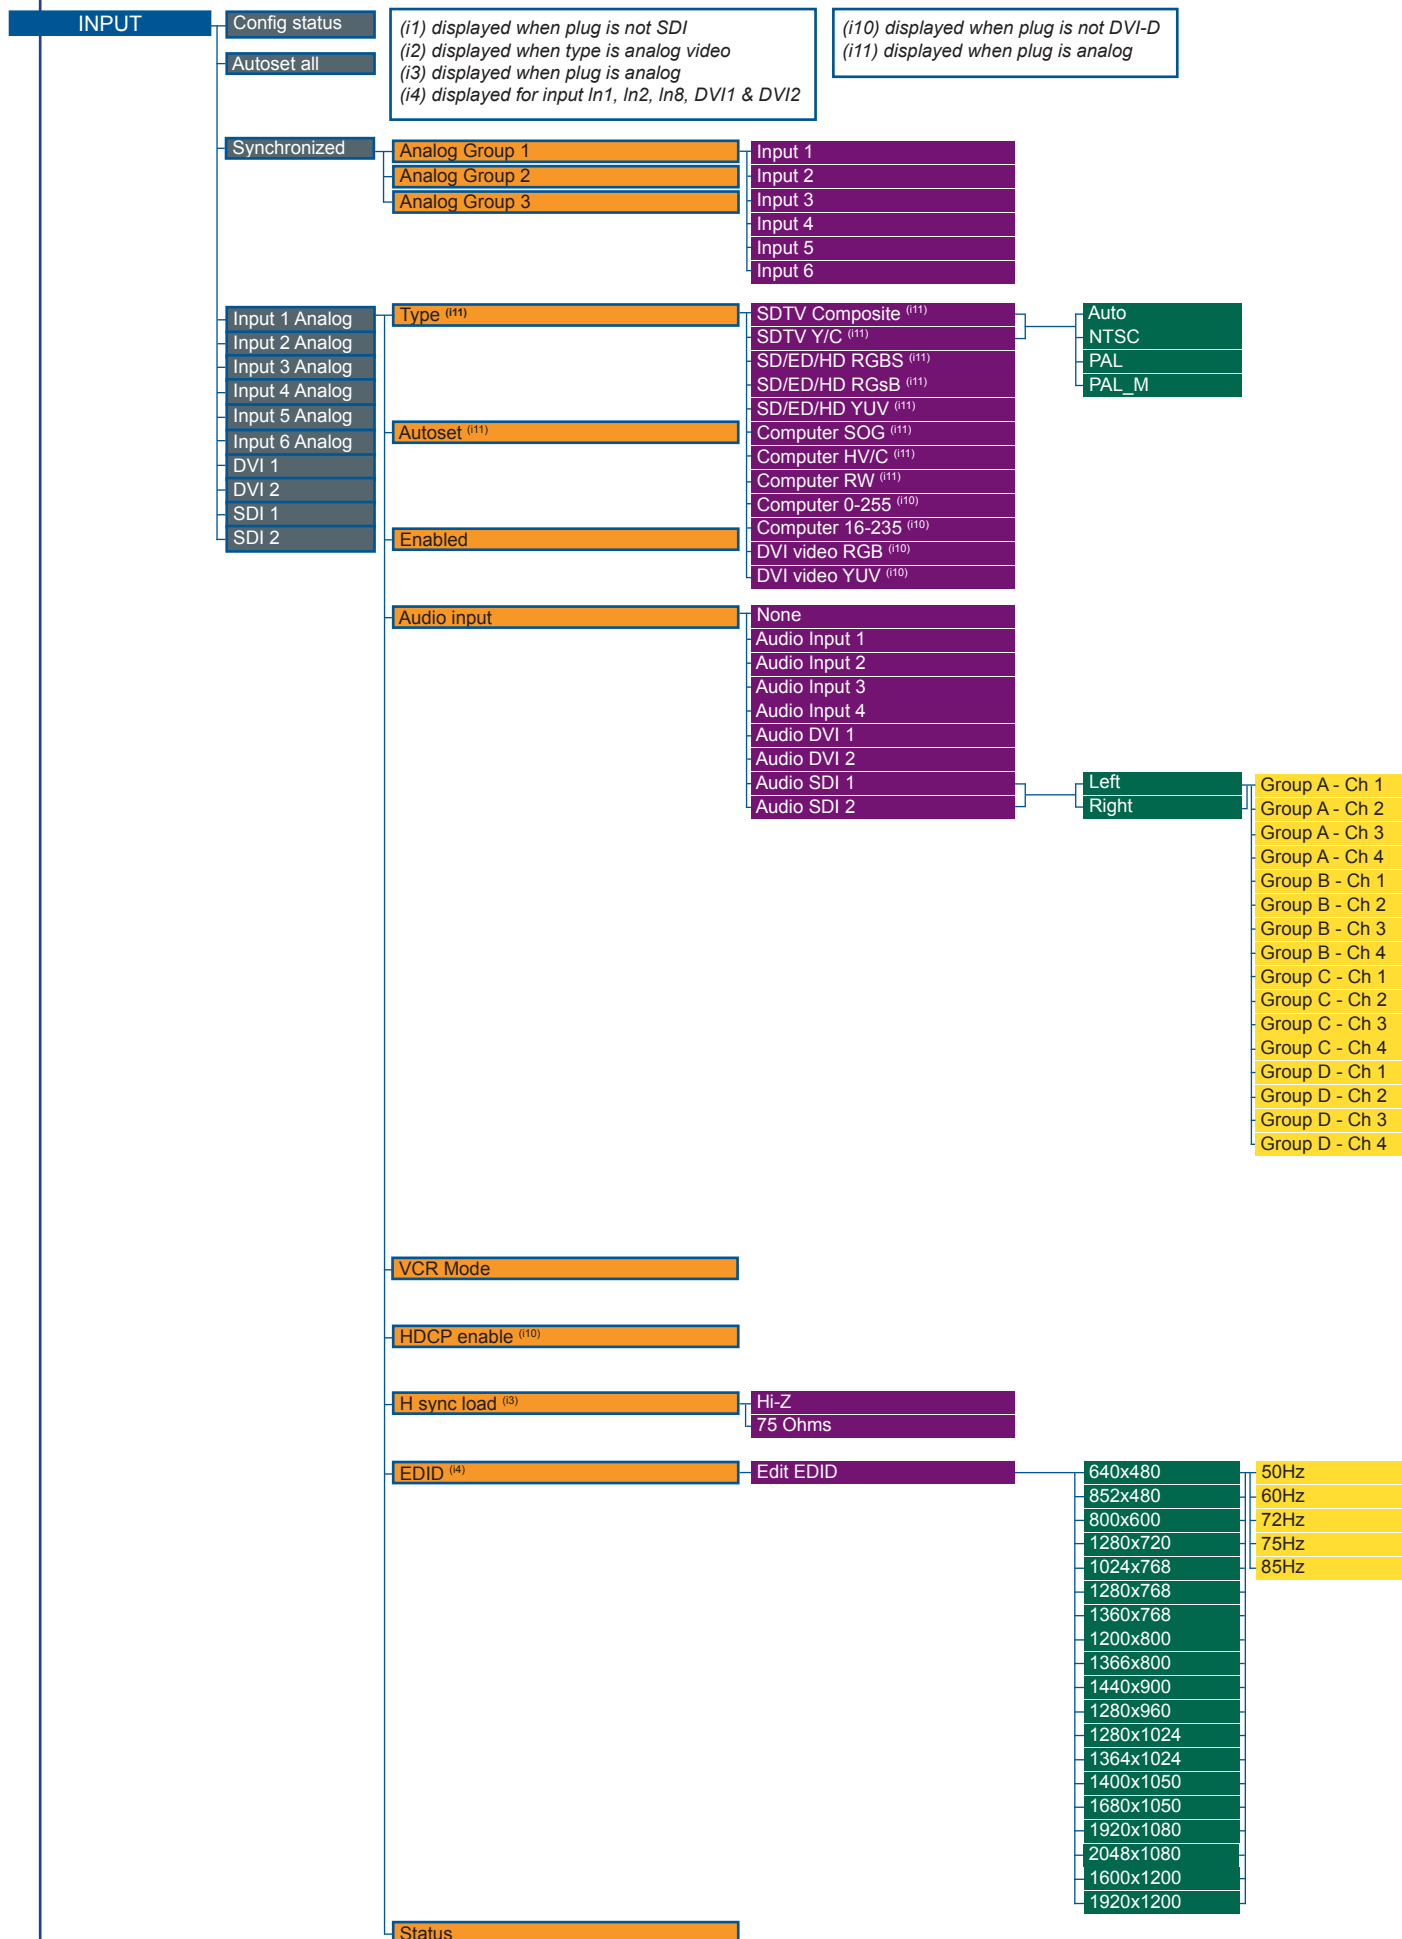 INPUT
Config status
Autoset all
(i1) displayed when plug is not SDI
(i2) displayed when type is analog video
(i3) displayed when plug is analog
(i4) displayed for input In1, In2, In8, DVI1 & DVI2
(i10) displayed when plug is not DVI-D
(i11) displayed when plug is analog
Synchronized
Analog Group 1
Analog Group 2
Analog Group 3
Input 1
Input 2
Input 3
Input 4
Input 5
Input 6
Input 1 Analog
Input 2 Analog
Input 3 Analog
Input 4 Analog
Input 5 Analog
Input 6 Analog
DVI 1
DVI 2
SDI 1
SDI 2
Type (i11)
SDTV Composite (i11)
SDTV Y/C (i11)
SD/ED/HD RGBS (i11)
SD/ED/HD RGsB (i11)
SD/ED/HD YUV (i11)
Computer SOG (i11)
Computer HV/C (i11)
Computer RW (i11)
Computer 0-255 (i10)
Computer 16-235 (i10)
DVI video RGB (i10)
DVI video YUV (i10)
Auto
NTSC
PAL
PAL_M
Autoset (i11)
Enabled
Audio input
None
Audio Input 1
Audio Input 2
Audio Input 3
Audio Input 4
Audio DVI 1
Audio DVI 2
Audio SDI 1
Audio SDI 2
Left
Right
Group A - Ch 1
Group A - Ch 2
Group A - Ch 3
Group A - Ch 4
Group B - Ch 1
Group B - Ch 2
Group B - Ch 3
Group B - Ch 4
Group C - Ch 1
Group C - Ch 2
Group C - Ch 3
Group C - Ch 4
Group D - Ch 1
Group D - Ch 2
Group D - Ch 3
Group D - Ch 4
VCR Mode
HDCP enable (i10)
H sync load (i3)
Hi-Z
75 Ohms
EDID (i4)
Edit EDID
640x480
852x480
800x600
1280x720
1024x768
1280x768
1360x768
1200x800
1366x800
1440x900
1280x960
1280x1024
1364x1024
1400x1050
1680x1050
1920x1080
2048x1080
1600x1200
1920x1200
50Hz
60Hz
72Hz
75Hz
85Hz
Status